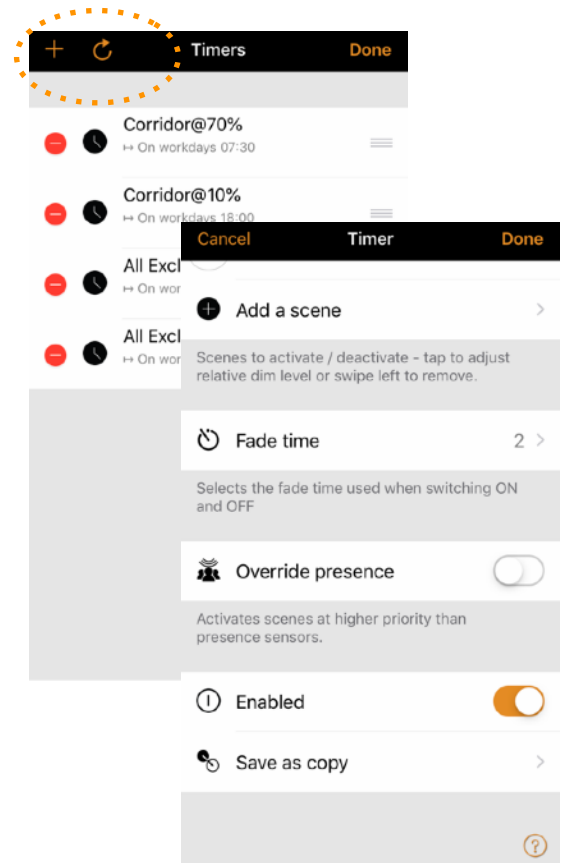 + Timers Done
Corridor@70%
↦ On workdays 07:30
Corridor@10%
↦ On workdays 18:00
All Excl
↦ On wor
All Excl
↦ On wor
Cancel Timer Done
Add a scene
Scenes to activate / deactivate - tap to adjust
relative dim level or swipe left to remove.
Fade time 2
Selects the fade time used when switching ON
and OFF
Override presence
Activates scenes at higher priority than
presence sensors.
Enabled
Save as copy
?